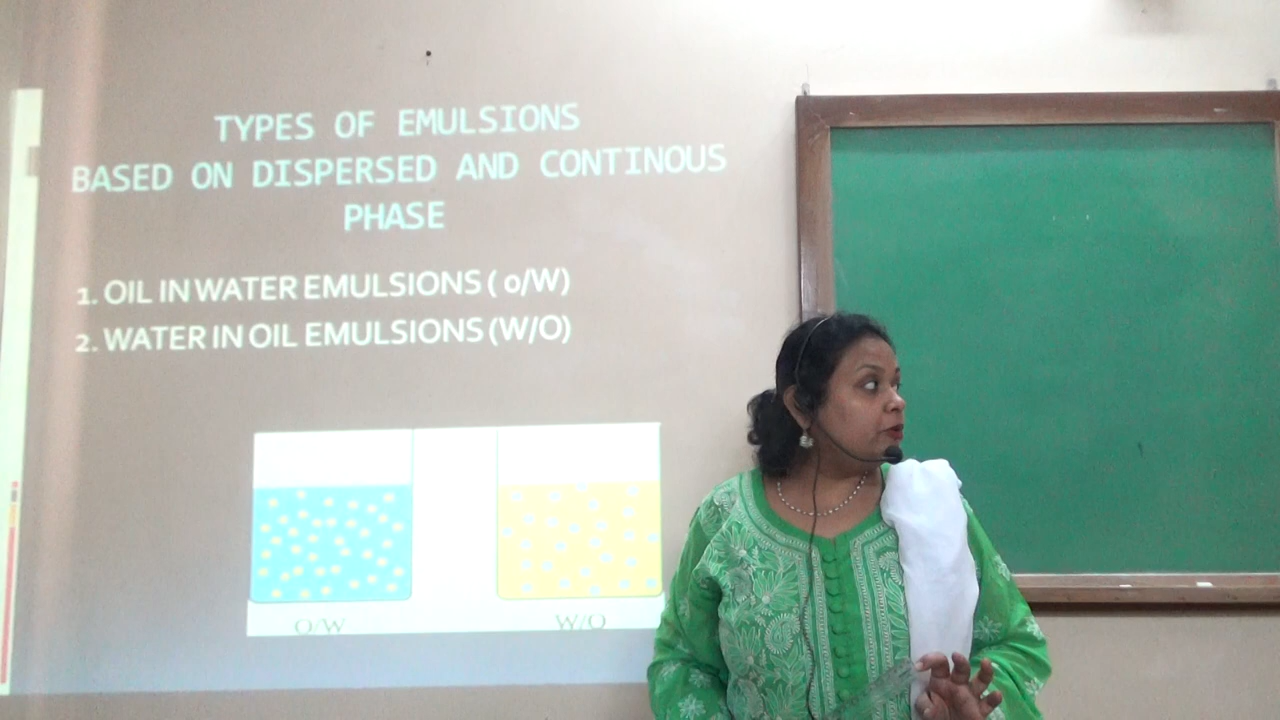 TYPES OF EMULSIONS
BASED ON DISPERSED AND CONTINOUS
PHASE
1. OIL IN WATER EMULSIONS ( o/W)
2. WATER IN OIL EMULSIONS (W/O)
O/W
W/O